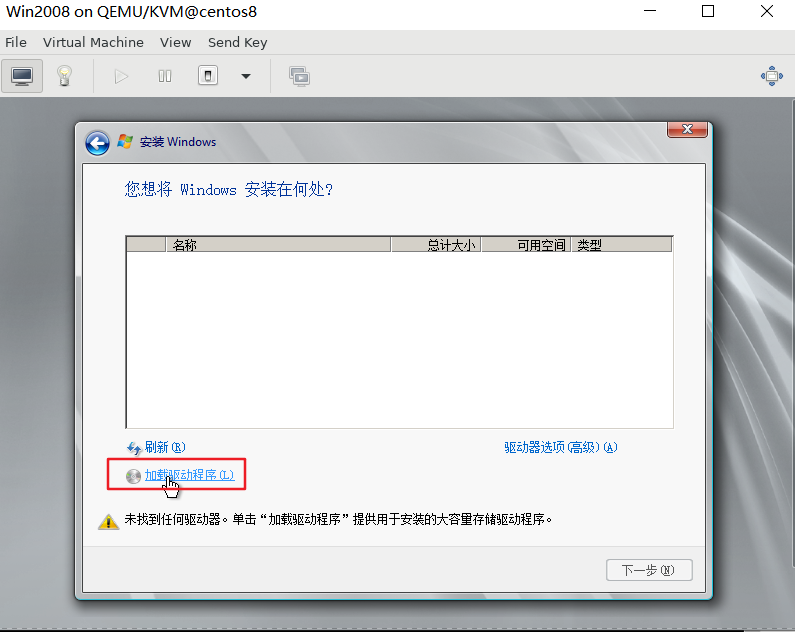 Win2008 on QEMU/KVM@centos8
File Virtual Machine View Send Key
安装 Windows
您想将 Windows 安装在何处?
名称 总计大小 可用空间 类型
刷新(R) 驱动器选项(高级)(A)
加载驱动程序(L)
未找到任何驱动器。单击“加载驱动程序”提供用于安装的大容量存储驱动程序。
下一步(N)